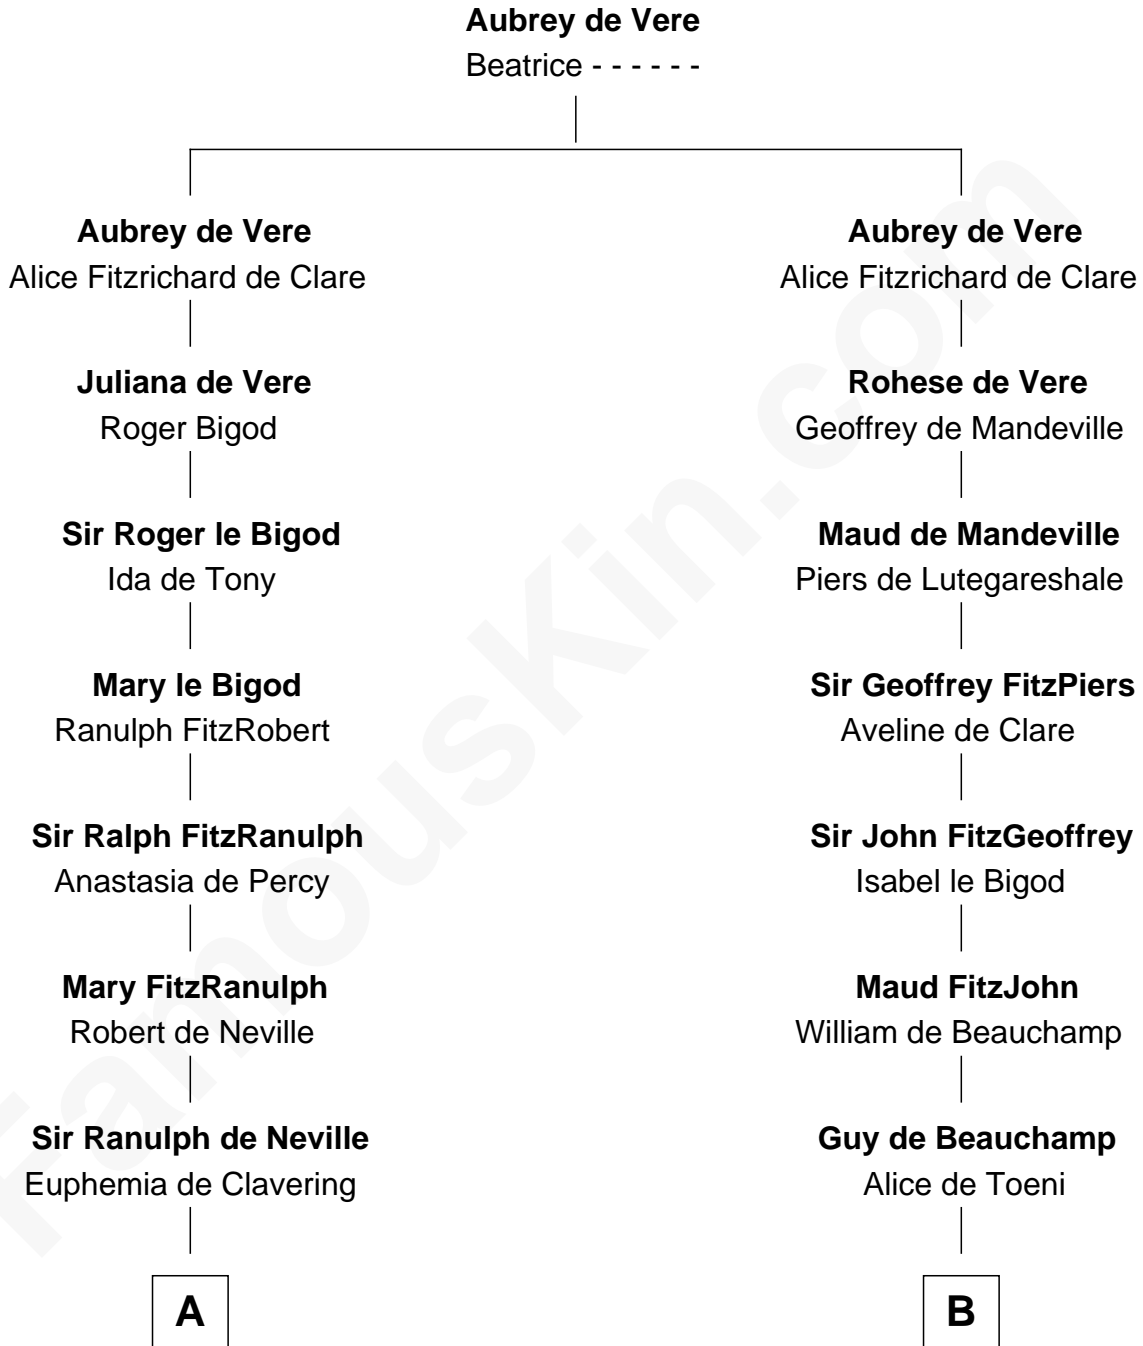 Aubrey de Vere
Beatrice - - - - - -
Aubrey de Vere
Alice Fitzrichard de Clare
Juliana de Vere
Roger Bigod
Sir Roger le Bigod
Ida de Tony
Mary le Bigod
Ranulph FitzRobert
Sir Ralph FitzRanulph
Anastasia de Percy
Mary FitzRanulph
Robert de Neville
Sir Ranulph de Neville
Euphemia de Clavering
A
Aubrey de Vere
Alice Fitzrichard de Clare
Rohese de Vere
Geoffrey de Mandeville
Maud de Mandeville
Piers de Lutegareshale
Sir Geoffrey FitzPiers
Aveline de Clare
Sir John FitzGeoffrey
Isabel le Bigod
Maud FitzJohn
William de Beauchamp
Guy de Beauchamp
Alice de Toeni
B
FamousKin.com